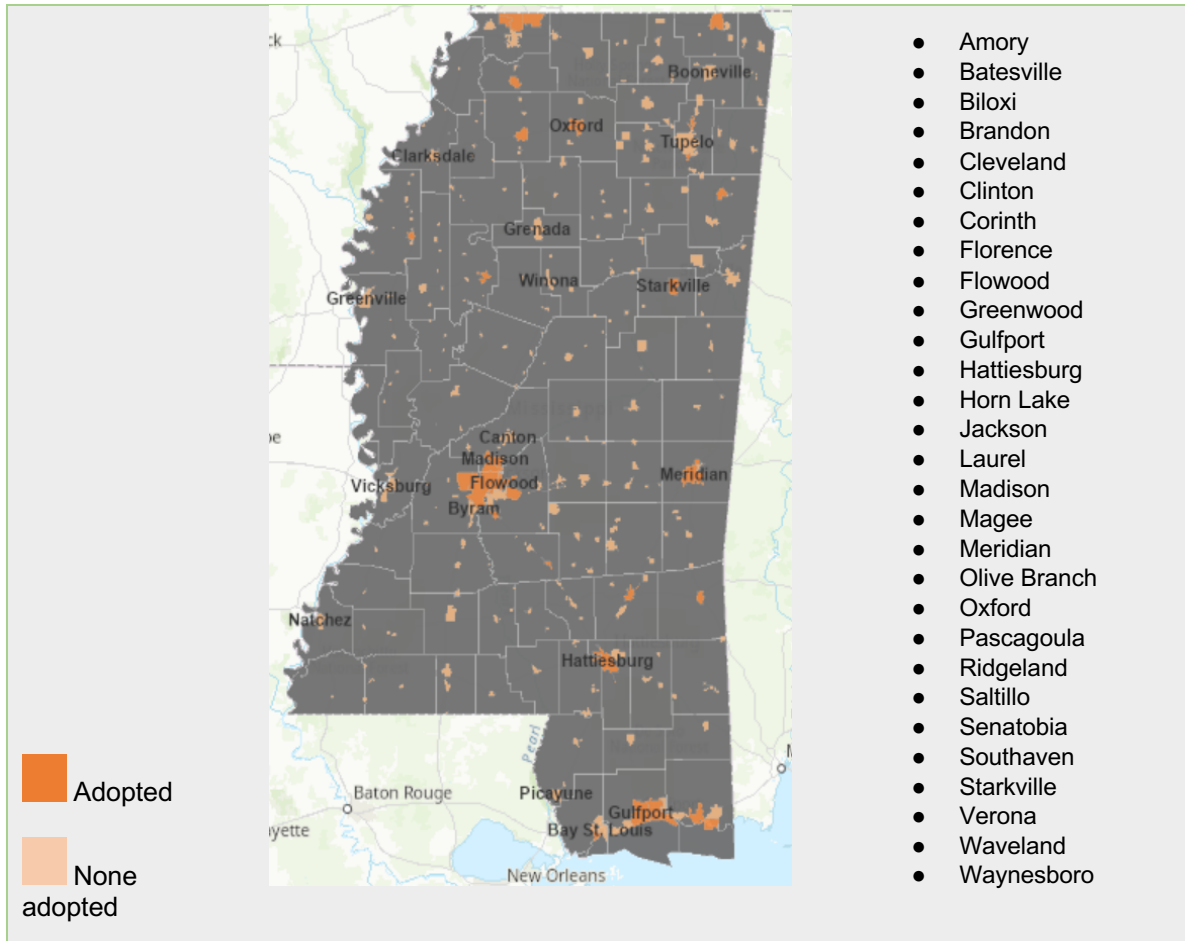 ck
Booneville
Oxford
Tupelo
Clarksdale
Grenada
Winona
Starkville
Greenville
Mississippi
Canton
Madison
Vicksburg
Flowood
Meridian
Byram
Natchez
Hattiesburg
Pearl
Picayune
Gulfport
Bay St. Louis
Baton Rouge
yette
New Orleans
Adopted
None
adopted
● Amory
● Batesville
● Biloxi
● Brandon
● Cleveland
● Clinton
● Corinth
● Florence
● Flowood
● Greenwood
● Gulfport
● Hattiesburg
● Horn Lake
● Jackson
● Laurel
● Madison
● Magee
● Meridian
● Olive Branch
● Oxford
● Pascagoula
● Ridgeland
● Saltillo
● Senatobia
● Southaven
● Starkville
● Verona
● Waveland
● Waynesboro